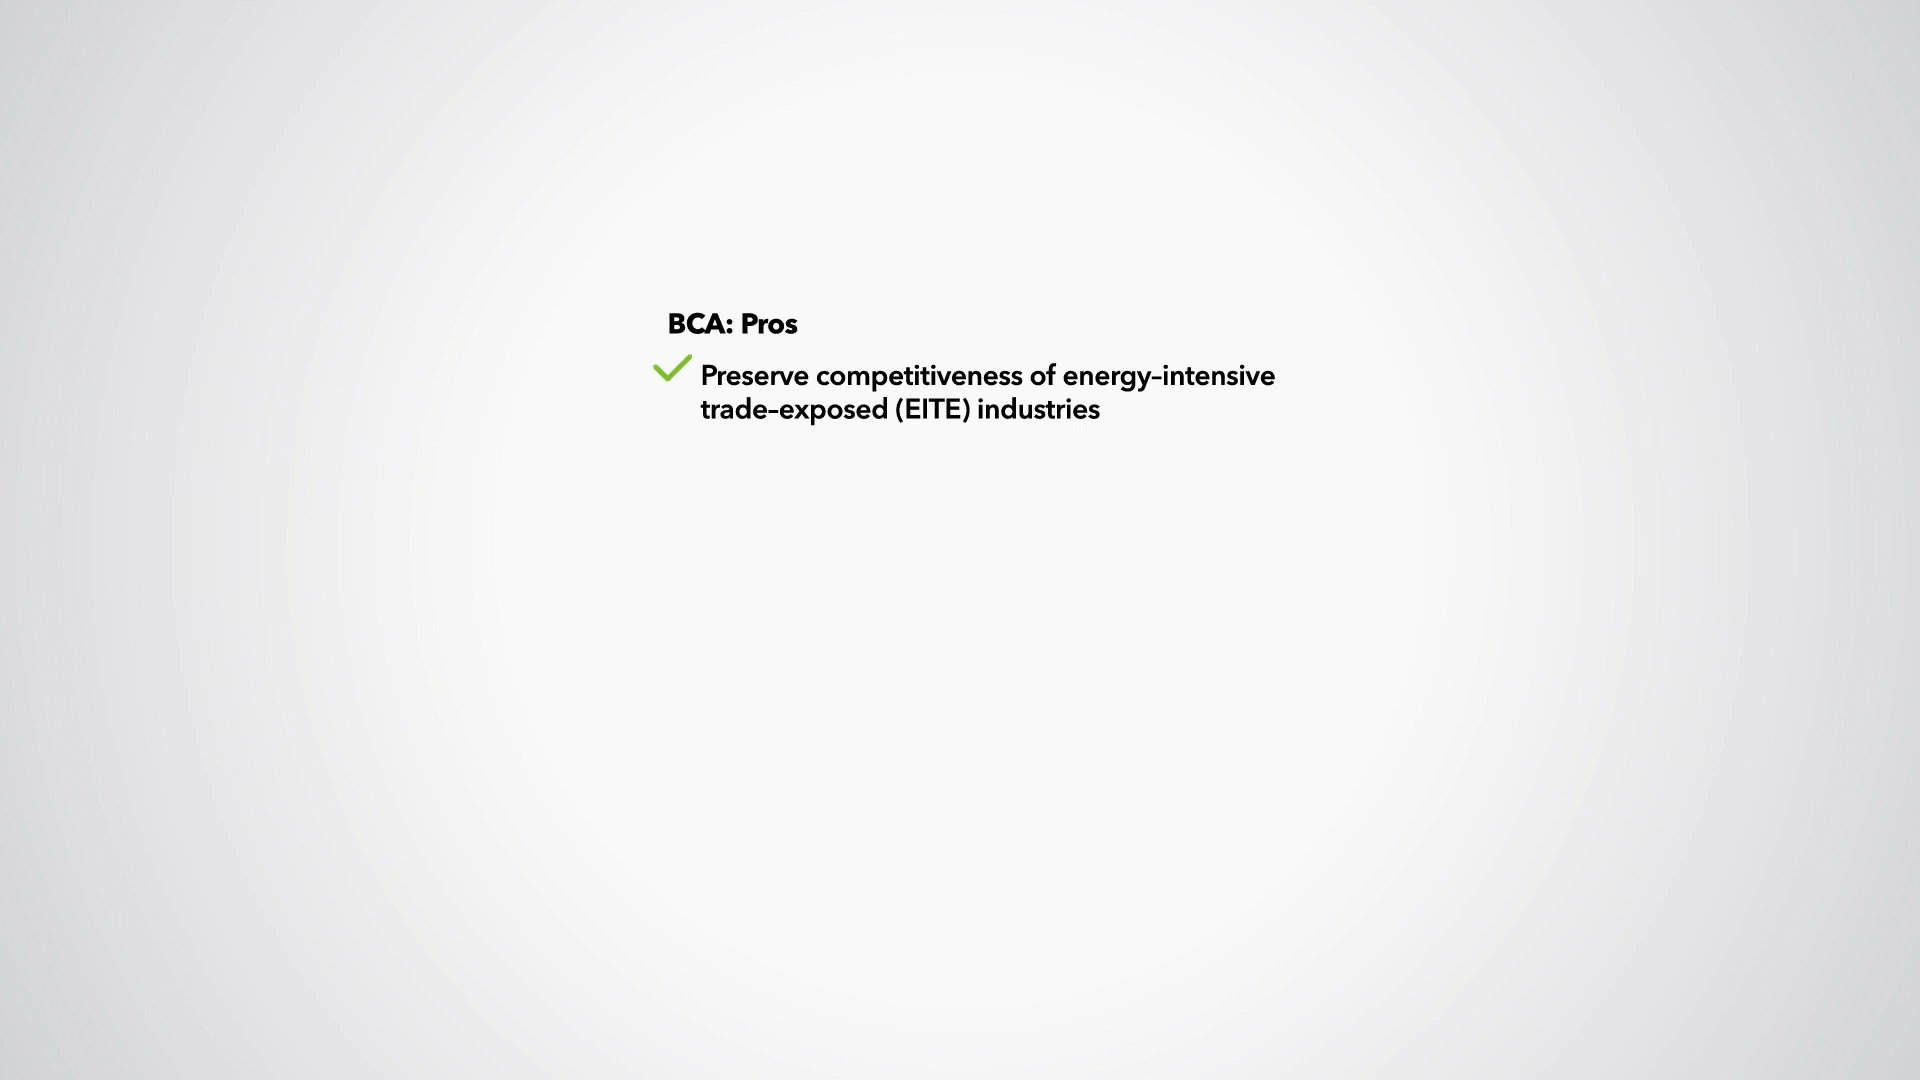 BCA: Pros
Preserve competitiveness of energy-intensive
trade-exposed (EITE) industries